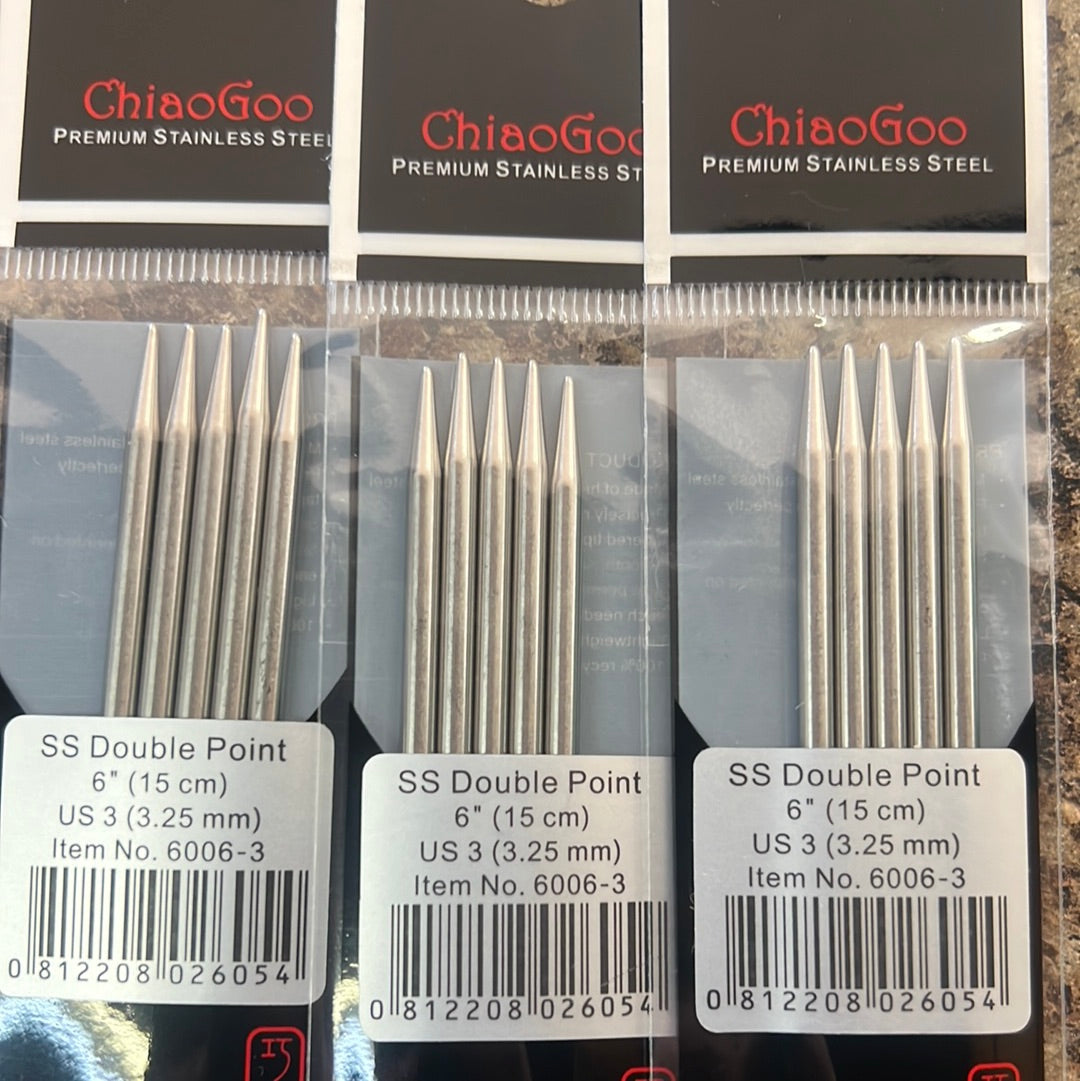 ChiaoGoo
PREMIUM STAINLESS STEEL
ChiaoGoo
PREMIUM STAINLESS ST
ChiaoGoo
PREMIUM STAINLESS STEEL
SS Double Point
6" (15 cm)
US 3 (3.25 mm)
Item No. 6006-3
0 812208 026054
SS Double Point
6" (15 cm)
US 3 (3.25 mm)
Item No. 6006-3
0 812208 026054
SS Double Point
6" (15 cm)
US 3 (3.25 mm)
Item No. 6006-3
0 812208 026054